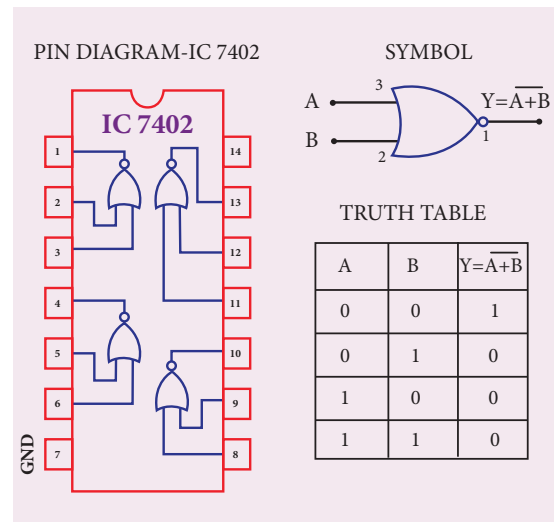 PIN DIAGRAM-IC 7402
IC 7402
1
14
2
13
3
12
4
11
5
10
6
9
7
8
GND
SYMBOL
A
3
Y=A̅+̅B̅
B
2
1
TRUTH TABLE
A B Y=A̅+̅B̅
0 0 1
0 1 0
1 0 0
1 1 0